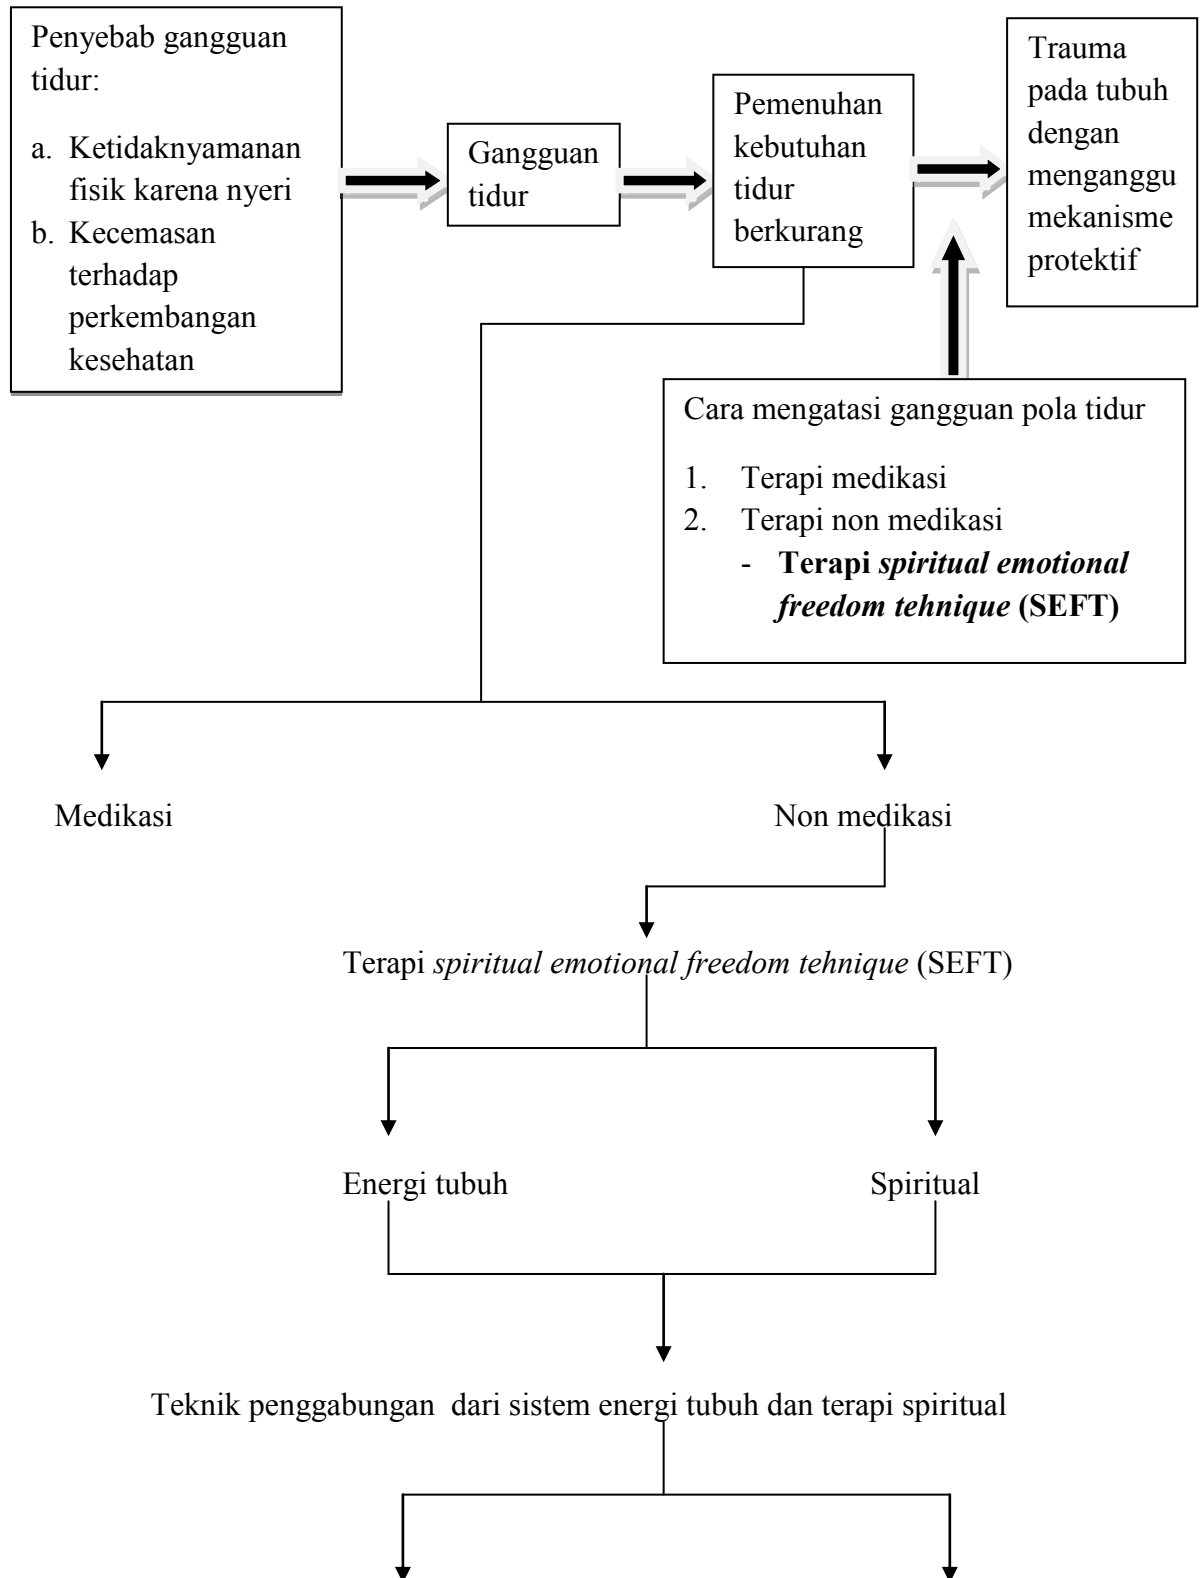 Penyebab gangguan
tidur:
a. Ketidaknyamanan
fisik karena nyeri
b. Kecemasan
terhadap
perkembangan
kesehatan
Gangguan
tidur
Pemenuhan
kebutuhan
tidur
berkurang
Trauma
pada tubuh
dengan
menganggu
mekanisme
protektif
Cara mengatasi gangguan pola tidur
1. Terapi medikasi
2. Terapi non medikasi
- Terapi spiritual emotional
freedom tehnique (SEFT)
Medikasi
Non medikasi
Terapi spiritual emotional freedom tehnique (SEFT)
Energi tubuh
Spiritual
Teknik penggabungan dari sistem energi tubuh dan terapi spiritual